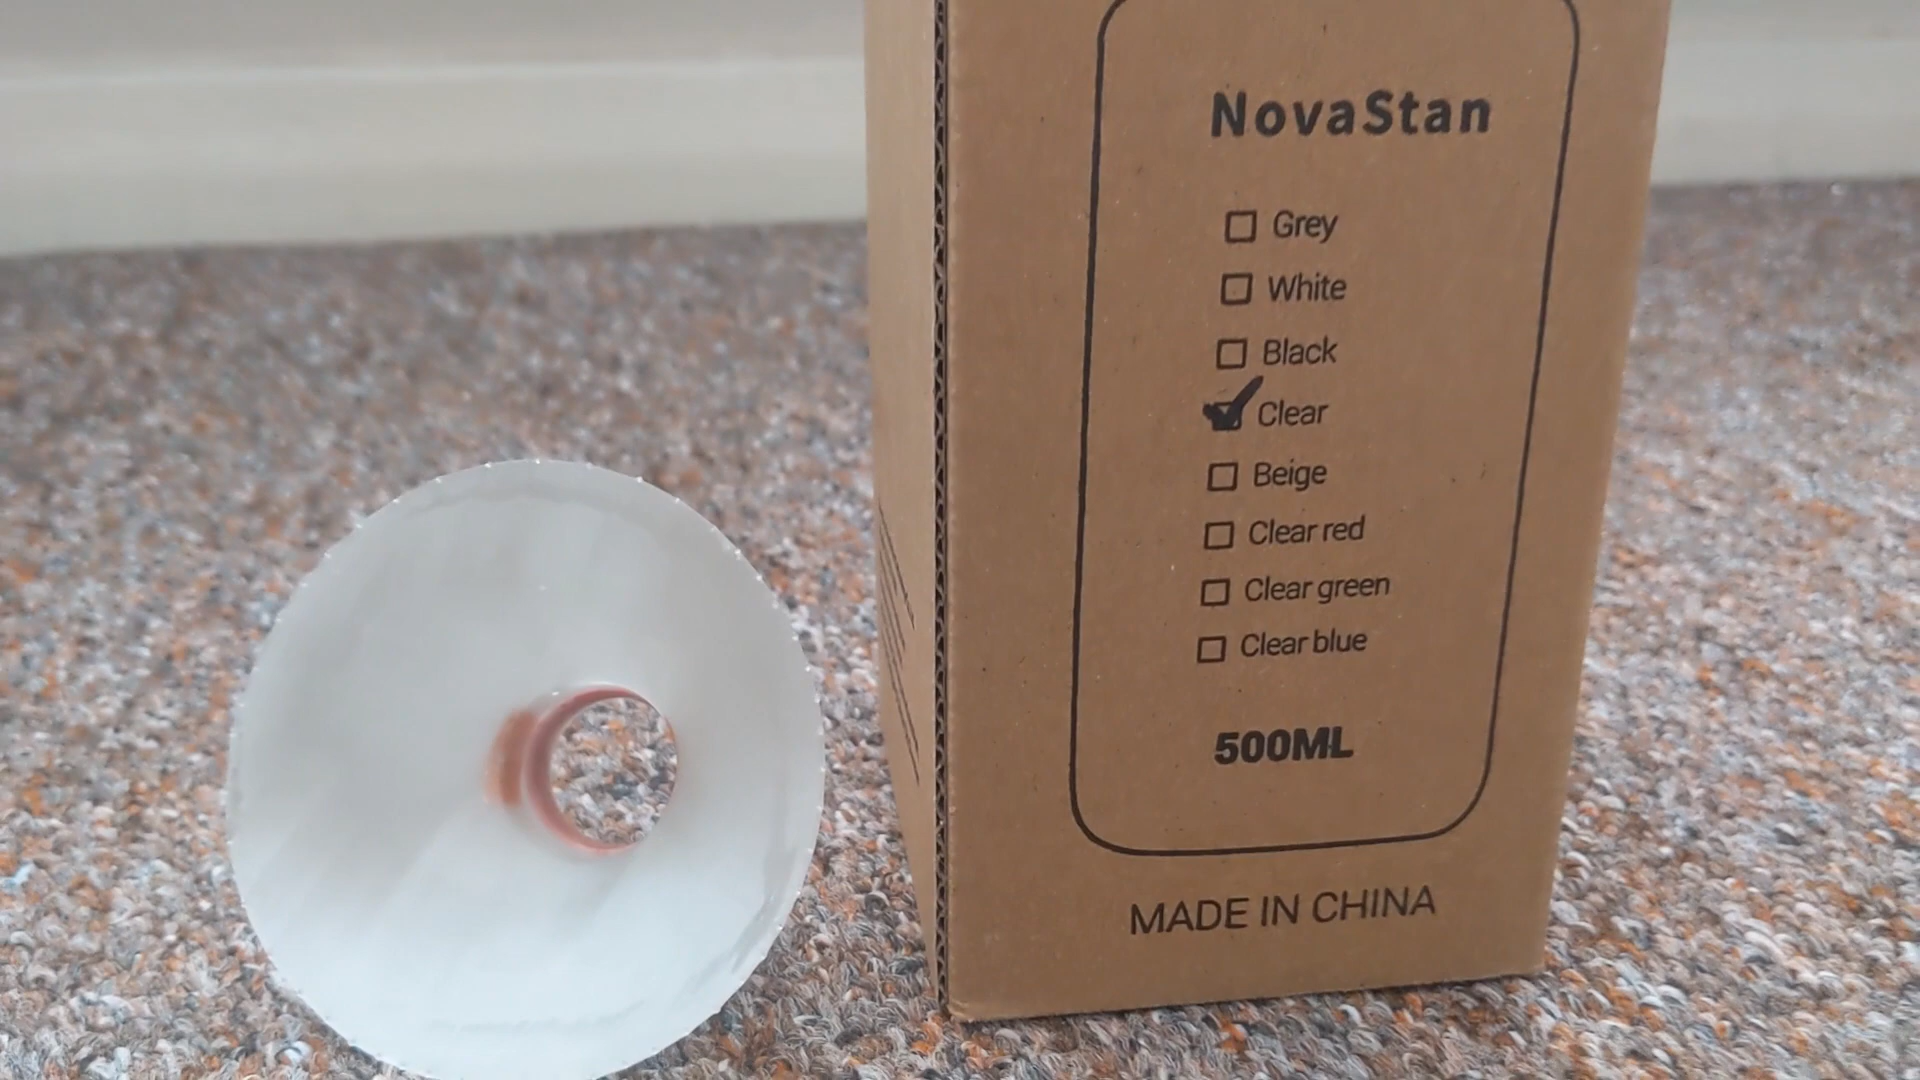 NovaStan
Grey
White
Black
Clear
Beige
Clear red
Clear green
Clear blue
500ML
MADE IN CHINA